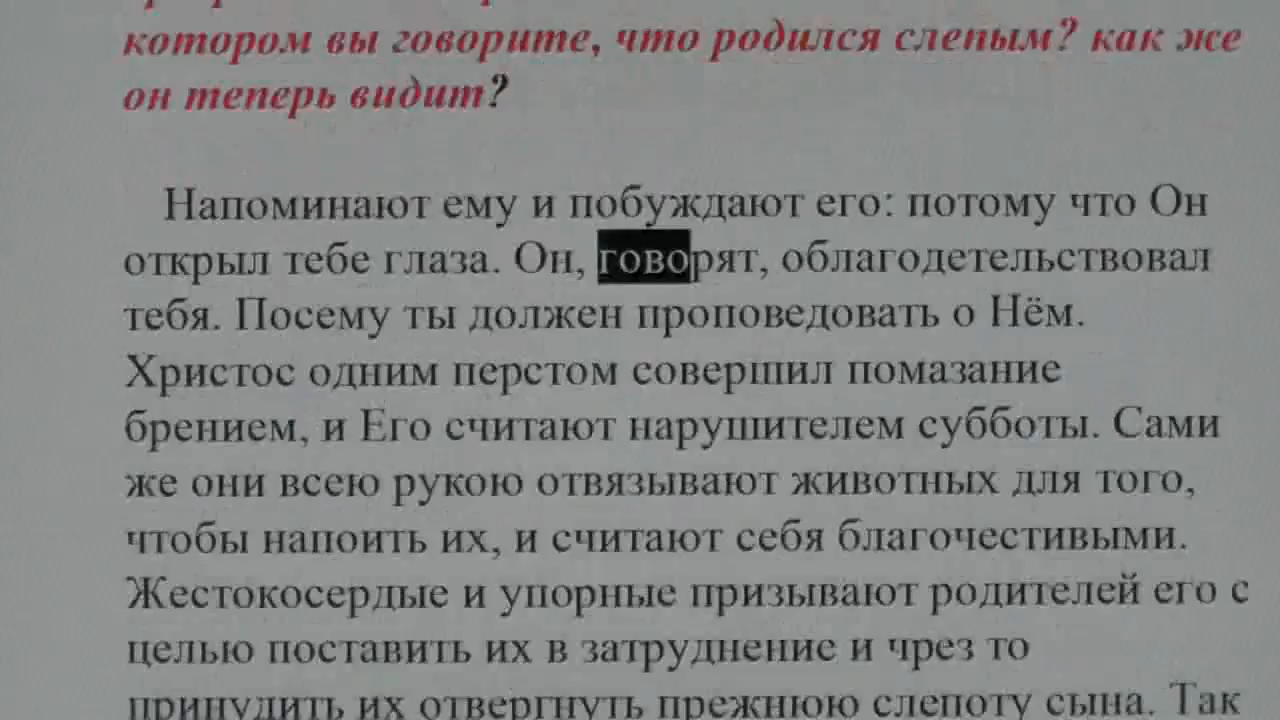 котором вы говорите, что родился слепым? как же
он теперь видит?
Напоминают ему и побуждают его: потому что Он
открыл тебе глаза. Он, говорят, облагодетельствовал
тебя. Посему ты должен проповедовать о Нём.
Христос одним перстом совершил помазание
брением, и Его считают нарушителем субботы. Сами
же они всею рукою отвязывают животных для того,
чтобы напоить их, и считают себя благочестивыми.
Жестокосердые и упорные призывают родителей его с
целью поставить их в затруднение и чрез то
принудить их отвергнуть прежнюю слепоту сына. Так